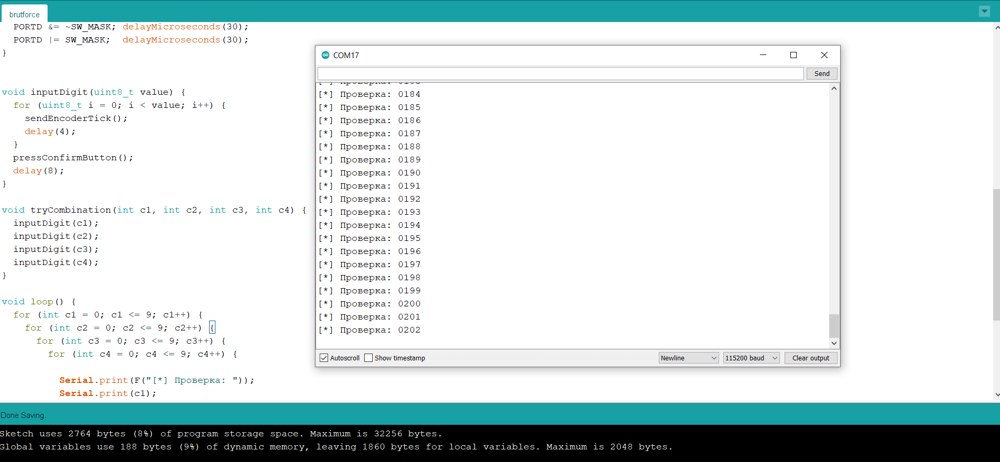 brutforce
PORTD &= ~SW_MASK; delayMicroseconds(30);
PORTD |= SW_MASK;  delayMicroseconds(30);
}
void inputDigit(uint8_t value) {
for (uint8_t i = 0; i < value; i++) {
sendEncoderTick();
delay(4);
}
pressConfirmButton();
delay(8);
}
void tryCombination(int c1, int c2, int c3, int c4) {
inputDigit(c1);
inputDigit(c2);
inputDigit(c3);
inputDigit(c4);
}
void loop() {
for (int c1 = 0; c1 <= 9; c1++) {
for (int c2 = 0; c2 <= 9; c2++) {
for (int c3 = 0; c3 <= 9; c3++) {
for (int c4 = 0; c4 <= 9; c4++) {
Serial.print(F("[*] Проверка: "));
Serial.print(c1);
COM17
Send
[*] Проверка: 0184
[*] Проверка: 0185
[*] Проверка: 0186
[*] Проверка: 0187
[*] Проверка: 0188
[*] Проверка: 0189
[*] Проверка: 0190
[*] Проверка: 0191
[*] Проверка: 0192
[*] Проверка: 0193
[*] Проверка: 0194
[*] Проверка: 0195
[*] Проверка: 0196
[*] Проверка: 0197
[*] Проверка: 0198
[*] Проверка: 0199
[*] Проверка: 0200
[*] Проверка: 0201
[*] Проверка: 0202
Autoscroll Show timestamp Newline 115200 baud Clear output
Done Saving.
Sketch uses 2764 bytes (8%) of program storage space. Maximum is 32256 bytes.
Global variables use 188 bytes (9%) of dynamic memory, leaving 1860 bytes for local variables. Maximum is 2048 bytes.